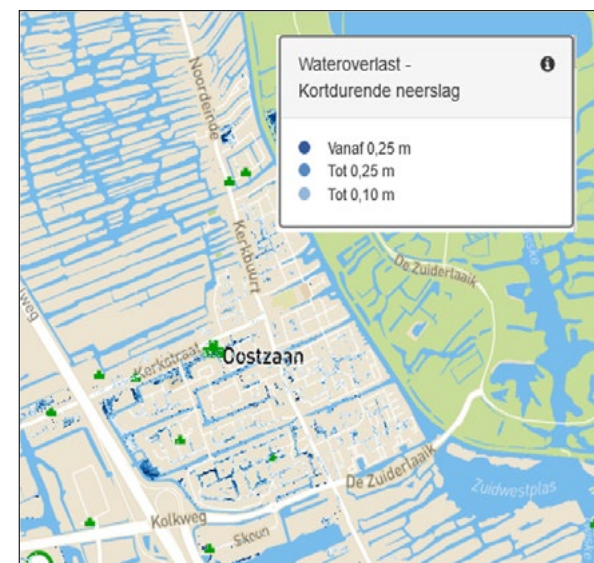 Wateroverlast -
Kortdurende neerslag
Vanaf 0,25 m
Tot 0,25 m
Tot 0,10 m
Noordeinde
Kerkbuurt
De Zuiderlaaik
Kerkstraat
Oostzaan
De Zuiderlaaik
Zuidwestplas
Kolkweg
Skoun